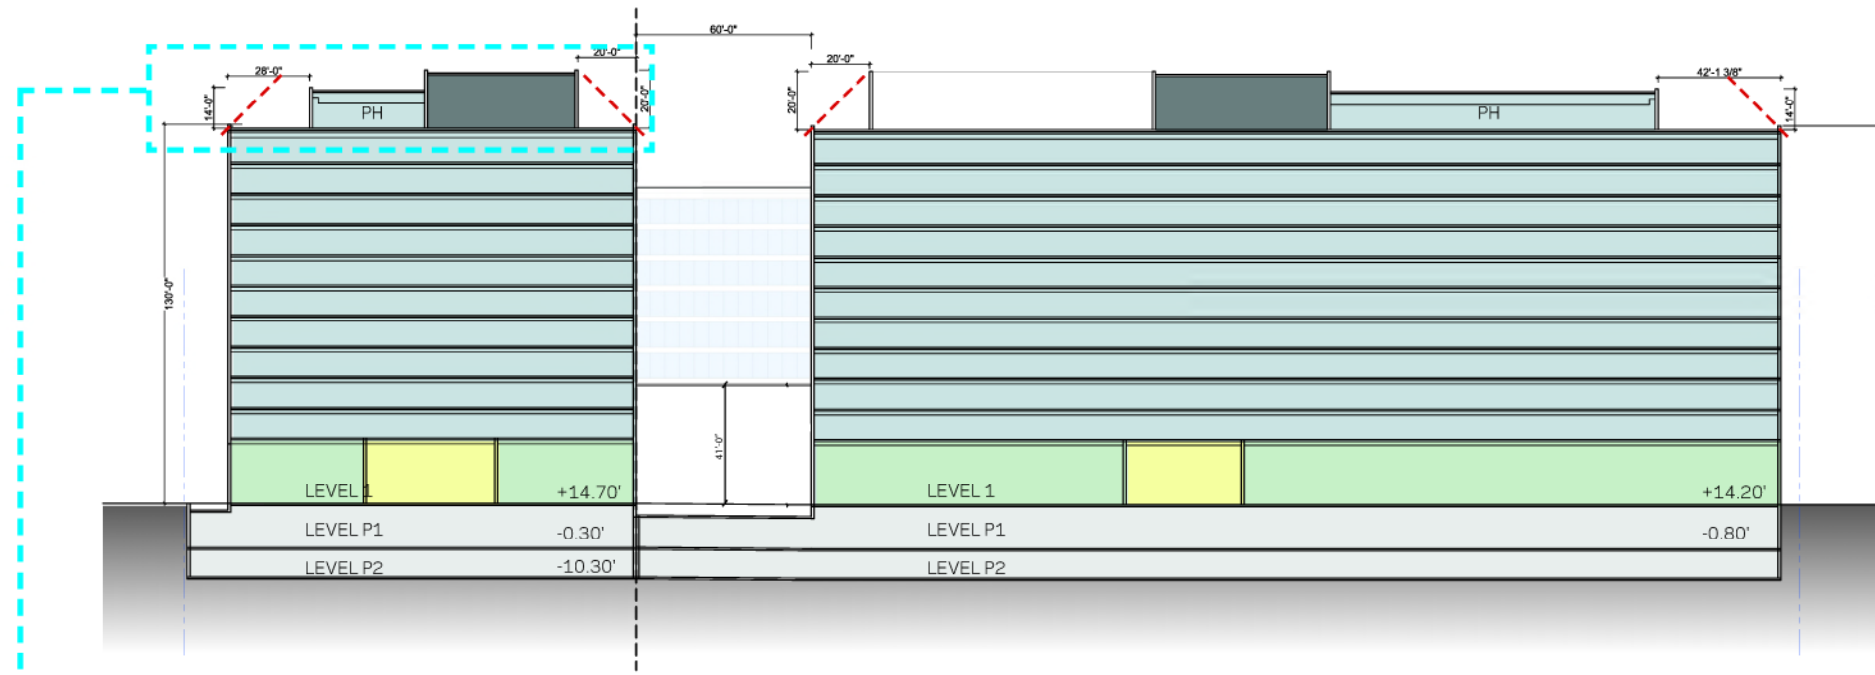 60'-0"
20'-0"
20'-0"
28'-0"
42'-1 3/8"
14'-0"
20'-0"
20'-0"
14'-0"
PH
PH
130'-0"
41'-0"
LEVEL 1
+14.70'
LEVEL 1
+14.20'
LEVEL P1
-0.30'
LEVEL P1
-0.80'
LEVEL P2
-10.30'
LEVEL P2